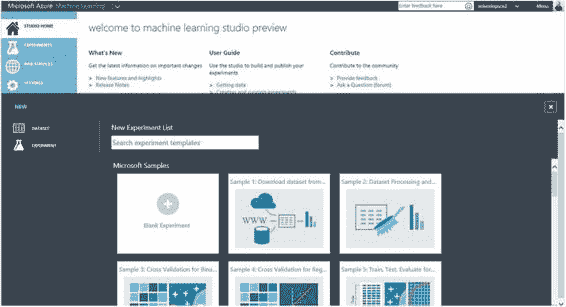 Microsoft Azure Machine Learning
Enter feedback here
STUDIO HOME
EXPERIMENTS
WEB SERVICES
SETTINGS
welcome to machine learning studio preview
What's New
Get the latest information on important changes
> New features and highlights
> Release Notes
User Guide
Use the studio to build and publish your experiments
> Getting data
> Creating and running experiments
Contribute
Contribute to the community
> Provide feedback
> Ask a Question (forum)
NEW
DATASET
EXPERIMENT
New Experiment List
Search experiment templates
Microsoft Samples
Blank Experiment
Sample 1: Download dataset from...
WWW
Sample 2: Dataset Processing and...
Sample 3: Cross Validation for Bina...
Sample 4: Cross Validation for Reg...
Sample 5: Train, Test, Evaluate for...